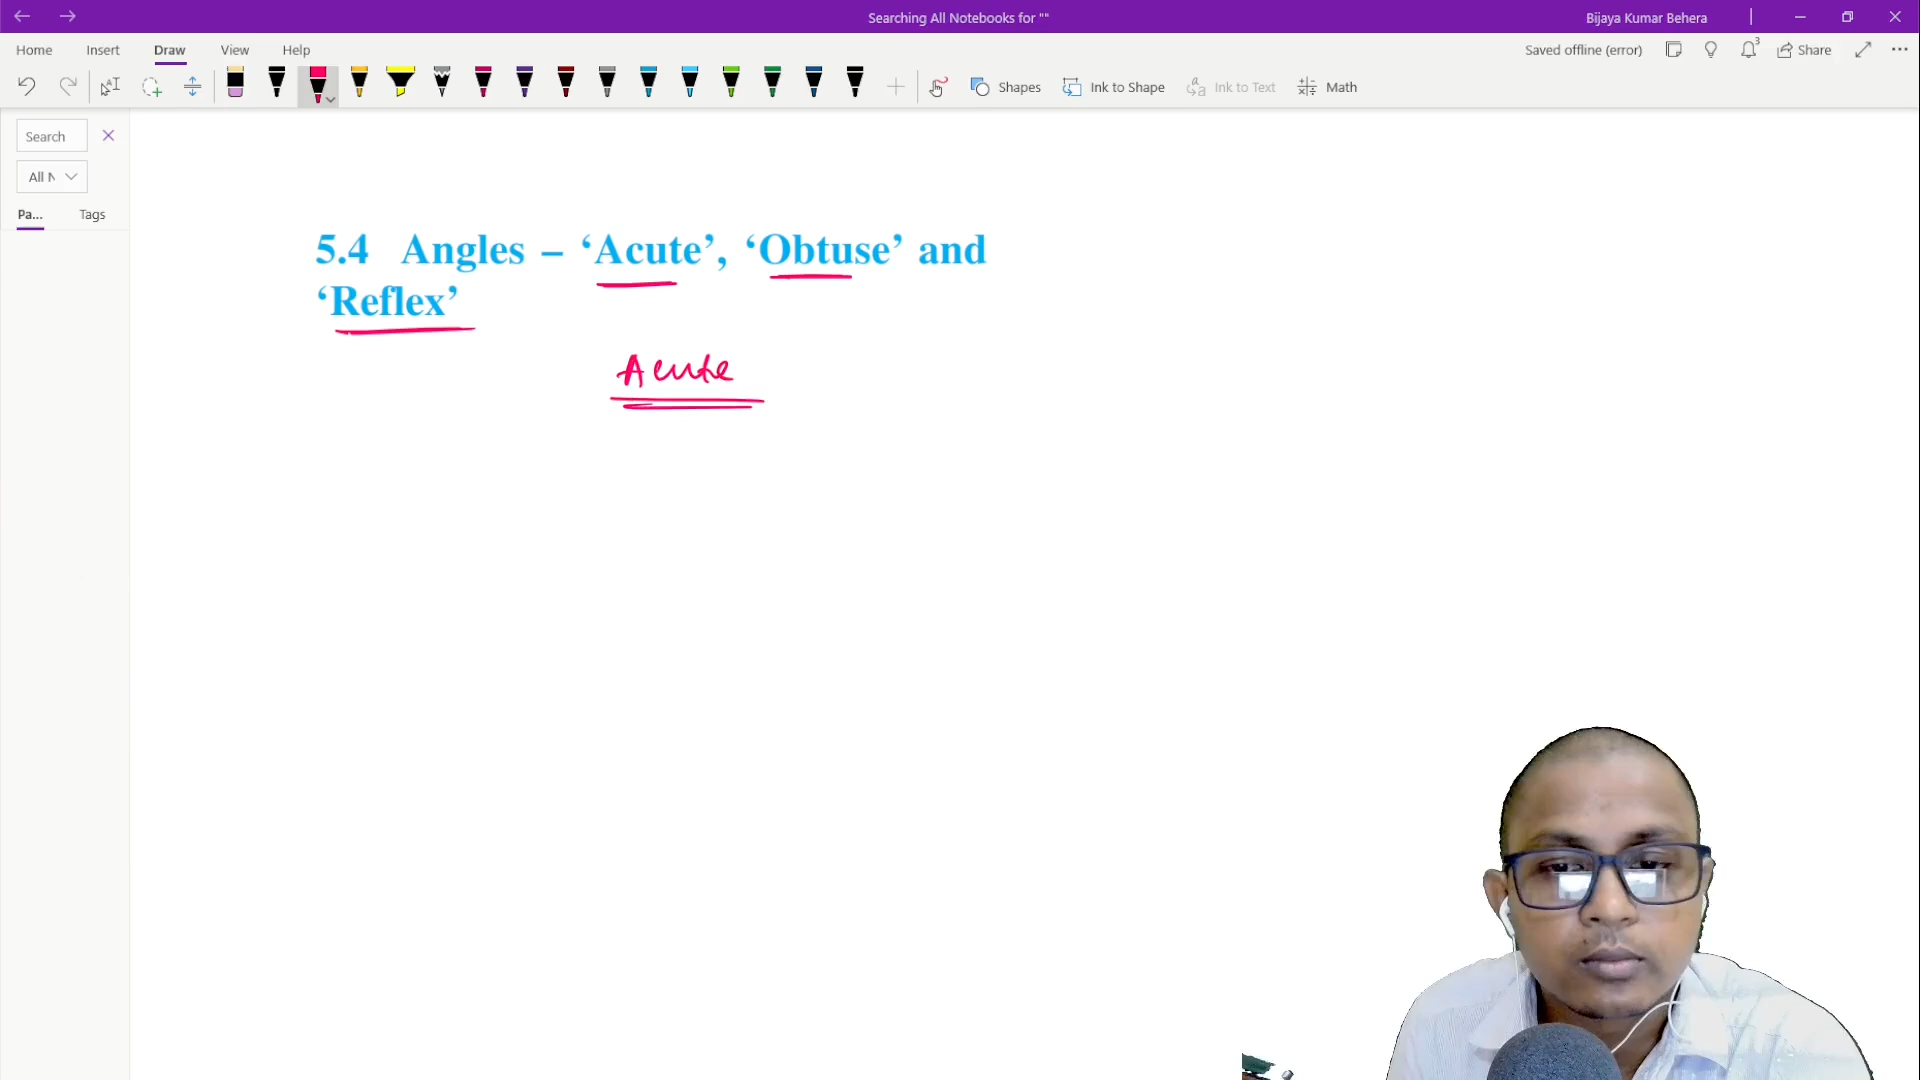 Searching All Notebooks for ""
Bijaya Kumar Behera
Home Insert Draw View Help
Saved offline (error)
3
Share
Shapes
Ink to Shape
Ink to Text
Math
Search
All N
Pa... Tags
5.4 Angles – ‘Acute’, ‘Obtuse’ and
‘Reflex’
Acute